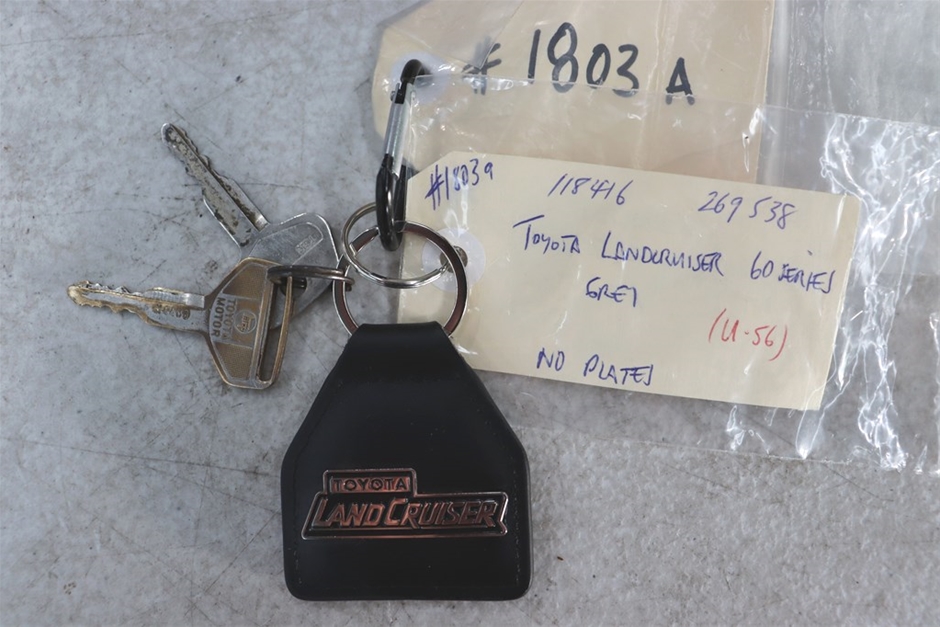 # 1803 A
#1803a 118416 269538
TOYOTA LANDCRUISER 60 SERIES
GREY
(U-56)
NO PLATES
TOYOTA
MOTOR
TOYOTA
LAND CRUISER